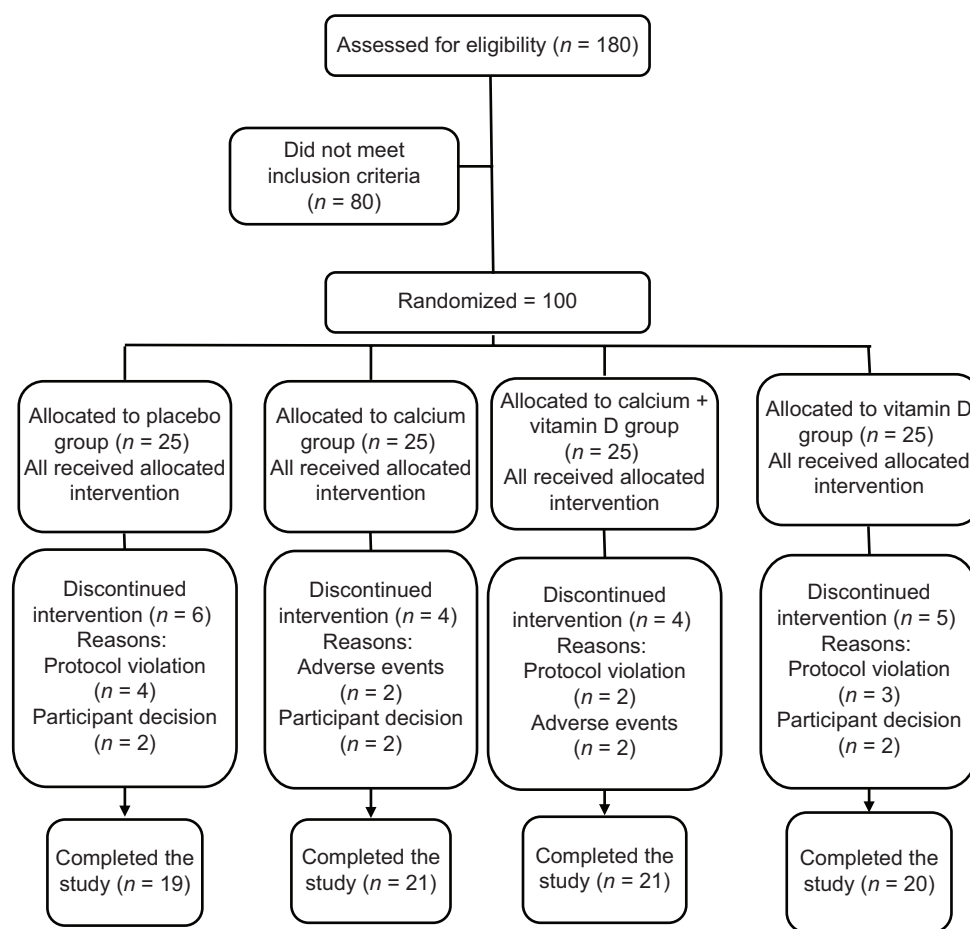 Assessed for eligibility (n = 180)
Did not meet
inclusion criteria
(n = 80)
Randomized = 100
Allocated to placebo
group (n = 25)
All received allocated
intervention
Allocated to calcium
group (n = 25)
All received allocated
intervention
Allocated to calcium +
vitamin D group
(n = 25)
All received allocated
intervention
Allocated to vitamin D
group (n = 25)
All received allocated
intervention
Discontinued
intervention (n = 6)
Reasons:
Protocol violation
(n = 4)
Participant decision
(n = 2)
Discontinued
intervention (n = 4)
Reasons:
Adverse events
(n = 2)
Participant decision
(n = 2)
Discontinued
intervention (n = 4)
Reasons:
Protocol violation
(n = 2)
Adverse events
(n = 2)
Discontinued
intervention (n = 5)
Reasons:
Protocol violation
(n = 3)
Participant decision
(n = 2)
Completed the
study (n = 19)
Completed the
study (n = 21)
Completed the
study (n = 21)
Completed the
study (n = 20)